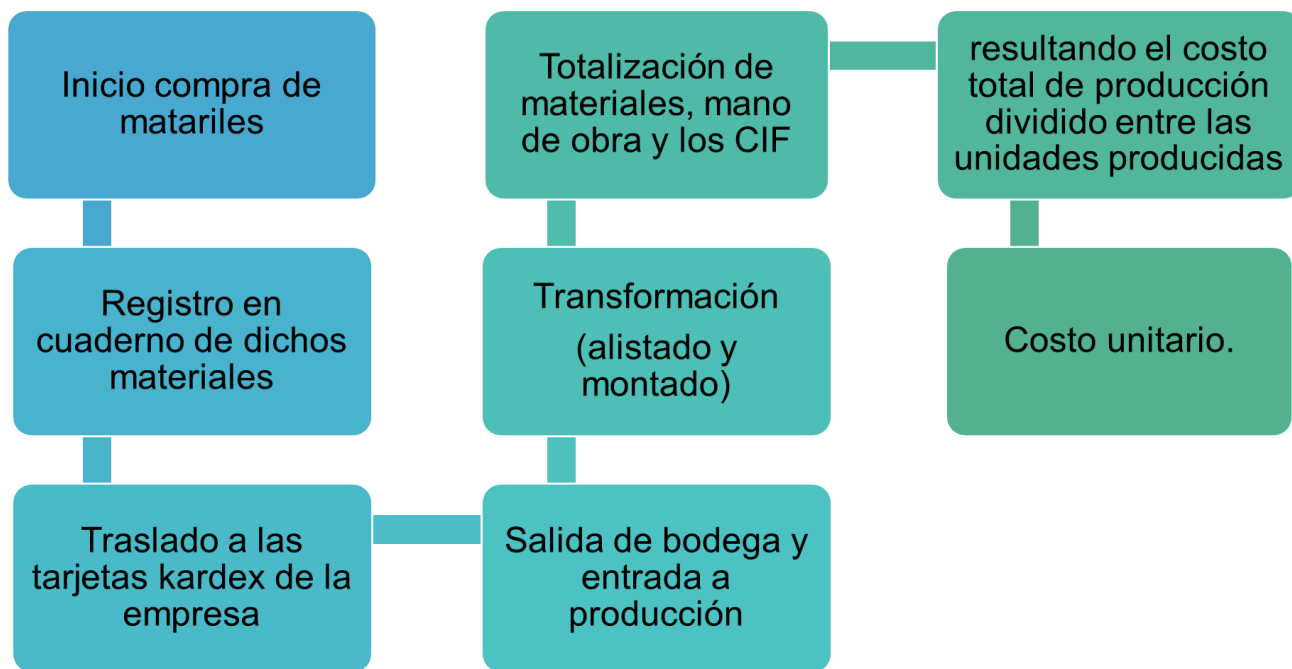 Inicio compra de
matariles
Registro en
cuaderno de dichos
materiales
Traslado a las
tarjetas kardex de la
empresa
Salida de bodega y
entrada a
producción
Transformación
(alistado y
montado)
Totalización de
materiales, mano
de obra y los CIF
resultando el costo
total de producción
dividido entre las
unidades producidas
Costo unitario.